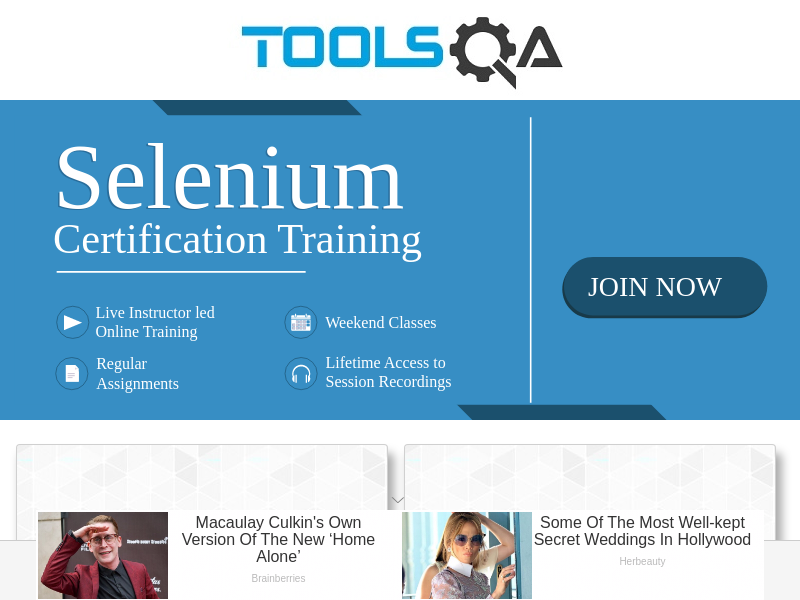 TOOLSQA
Selenium
Certification Training
JOIN NOW
Live Instructor led
Online Training
Weekend Classes
Regular
Assignments
Lifetime Access to
Session Recordings
Macaulay Culkin's Own
Version Of The New ‘Home
Alone’
Brainberries
Some Of The Most Well-kept
Secret Weddings In Hollywood
Herbeauty